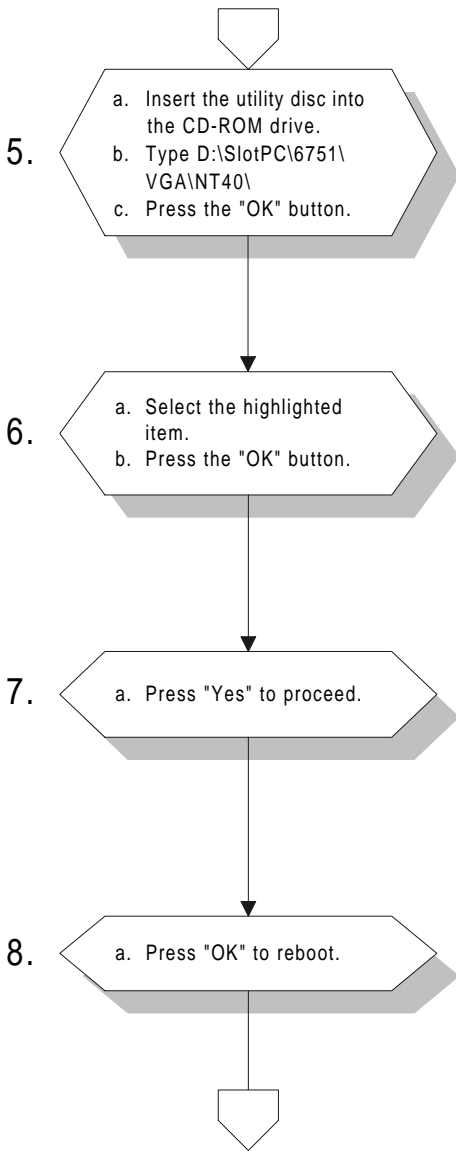 5.
a. Insert the utility disc into
the CD-ROM drive.
b. Type D:\SlotPC\6751\
VGA\NT40\
c. Press the "OK" button.
6.
a. Select the highlighted
item.
b. Press the "OK" button.
7.
a. Press "Yes" to proceed.
8.
a. Press "OK" to reboot.